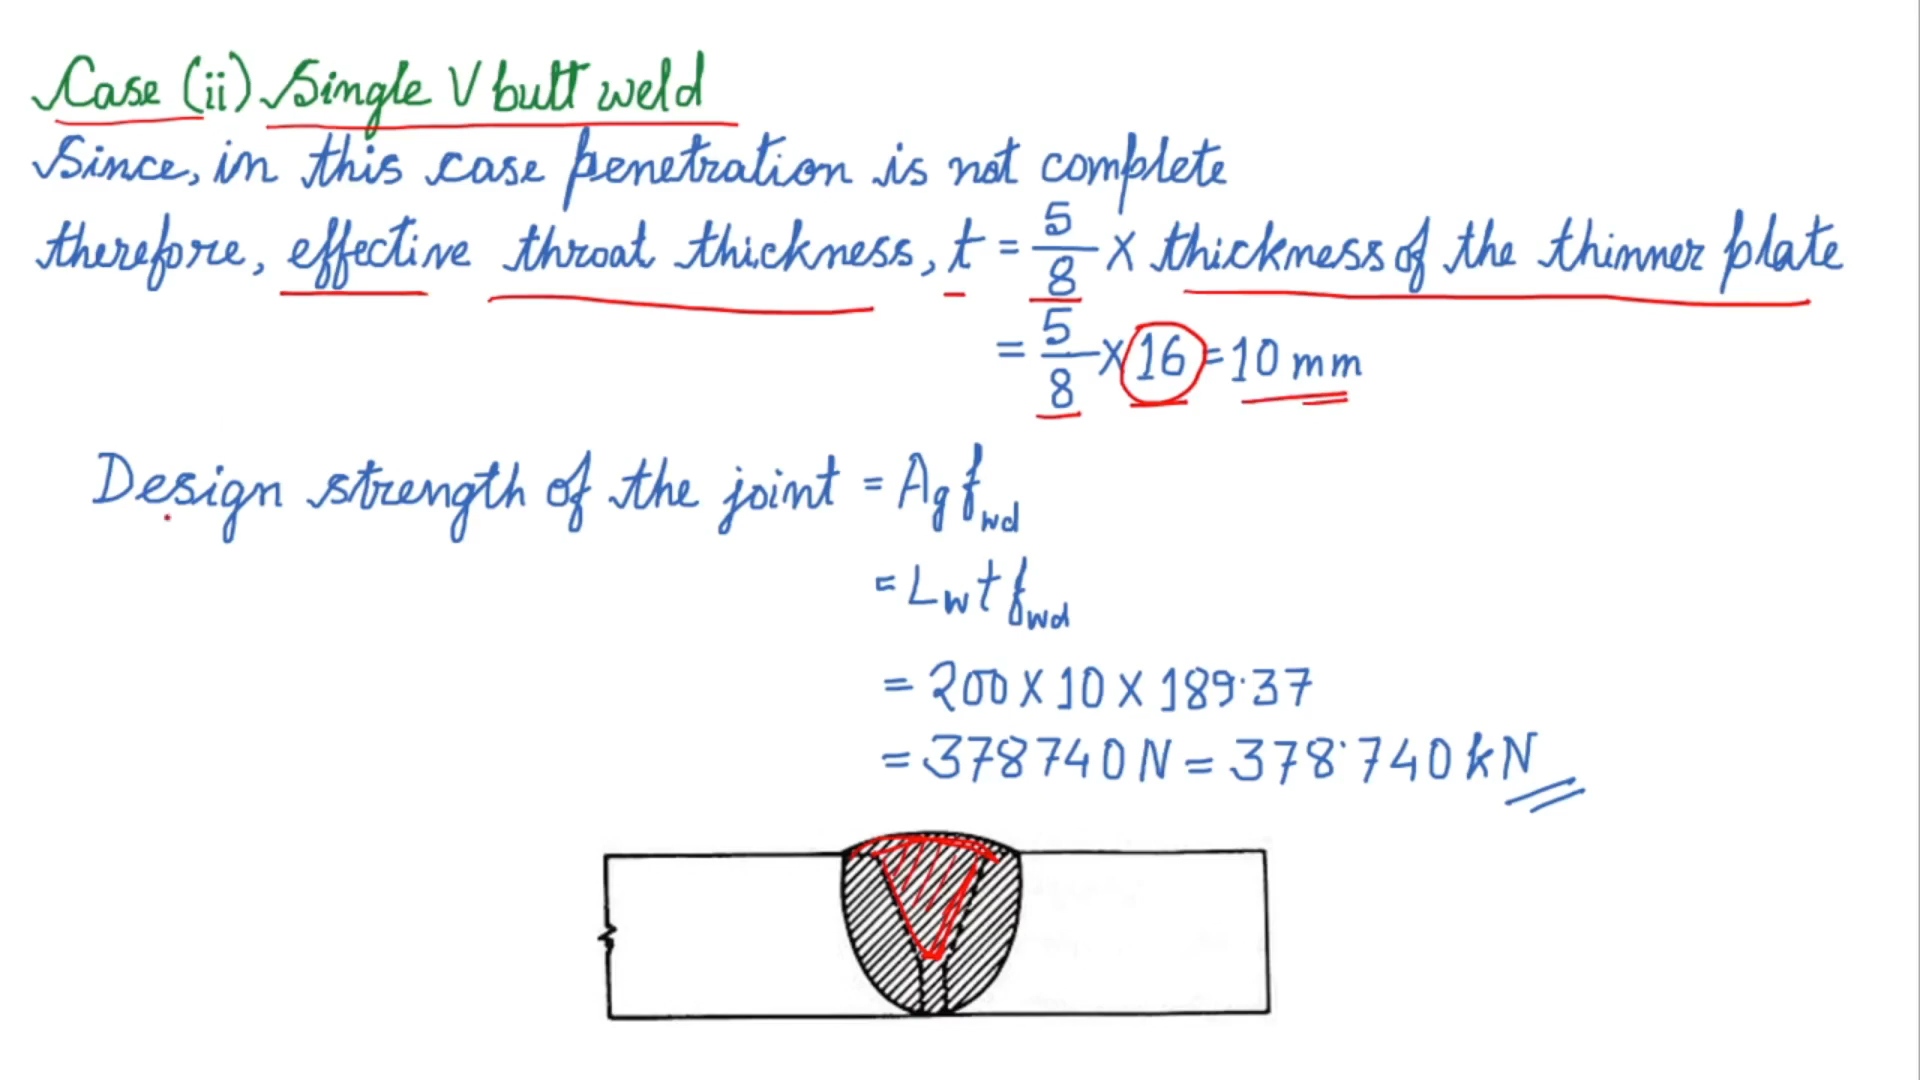 Case (ii) Single V butt weld
Since, in this case penetration is not complete
therefore, effective throat thickness, t = 5/8 × thickness of the thinner plate
= 5/8 × 16 = 10 mm
Design strength of the joint = Ag fwd
= Lw t fwd
= 200 × 10 × 189.37
= 378740 N = 378.740 kN